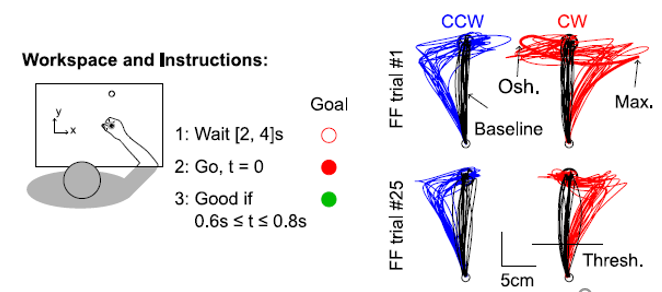 Workspace and Instructions:
y
x
Goal
1: Wait [2, 4]s
2: Go, t = 0
3: Good if
0.6s ≤ t ≤ 0.8s
CCW
CW
FF trial #1
Osh.
Max.
Baseline
FF trial #25
Thresh.
5cm